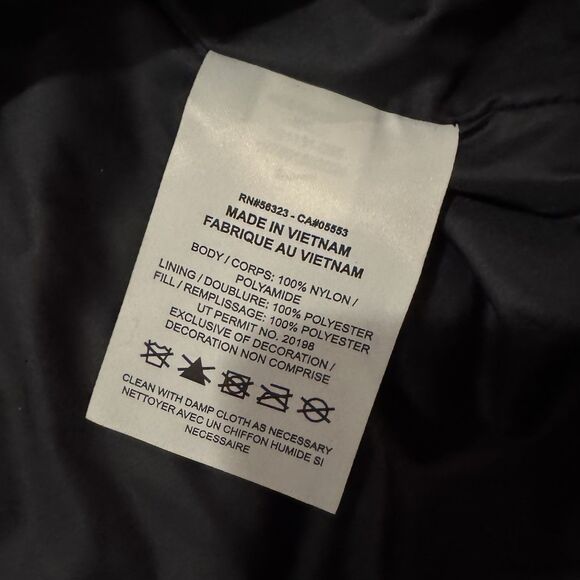 RN#56323 - CA#05553
MADE IN VIETNAM
FABRIQUE AU VIETNAM
BODY / CORPS: 100% NYLON /
POLYAMIDE
LINING / DOUBLURE: 100% POLYESTER
FILL / REMPLISSAGE: 100% POLYESTER
UT PERMIT NO. 20198
EXCLUSIVE OF DECORATION /
DECORATION NON COMPRISE
CLEAN WITH DAMP CLOTH AS NECESSARY
NETTOYER AVEC UN CHIFFON HUMIDE SI
NECESSAIRE